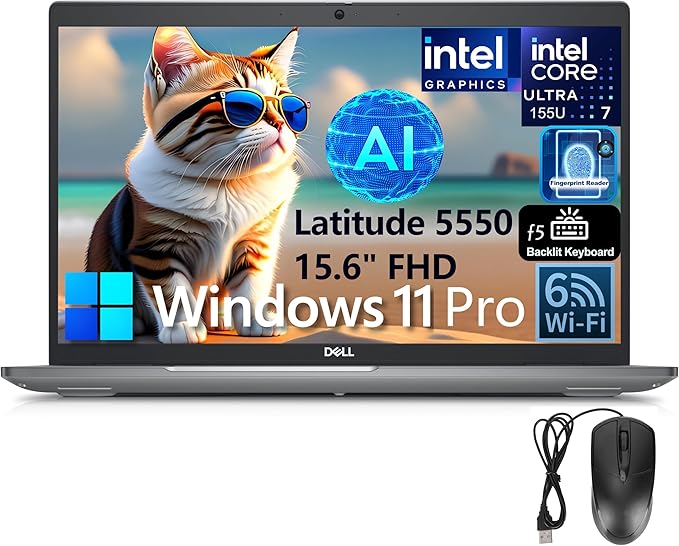 intel
GRAPHICS
intel
CORE
ULTRA
155U 7
AI
Fingerprint Reader
Latitude 5550
f5
Backlit Keyboard
15.6" FHD
Windows 11 Pro
6
Wi-Fi
DELL